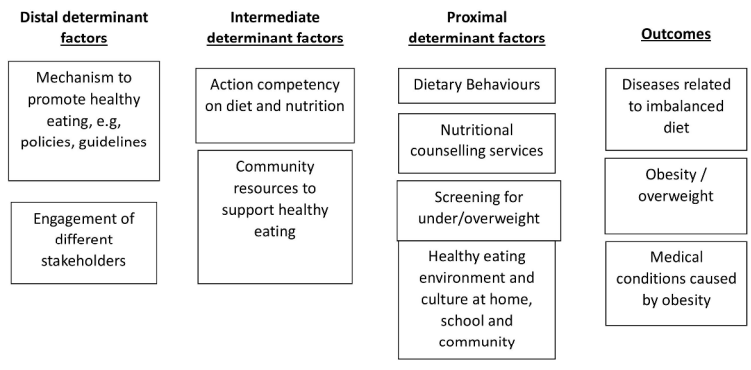 Distal determinant
factors
Mechanism to
promote healthy
eating, e.g,
policies, guidelines
Engagement of
different
stakeholders
Intermediate
determinant factors
Action competency
on diet and nutrition
Community
resources to
support healthy
eating
Proximal
determinant factors
Dietary Behaviours
Nutritional
counselling services
Screening for
under/overweight
Healthy eating
environment and
culture at home,
school and
community
Outcomes
Diseases related
to imbalanced
diet
Obesity /
overweight
Medical
conditions caused
by obesity